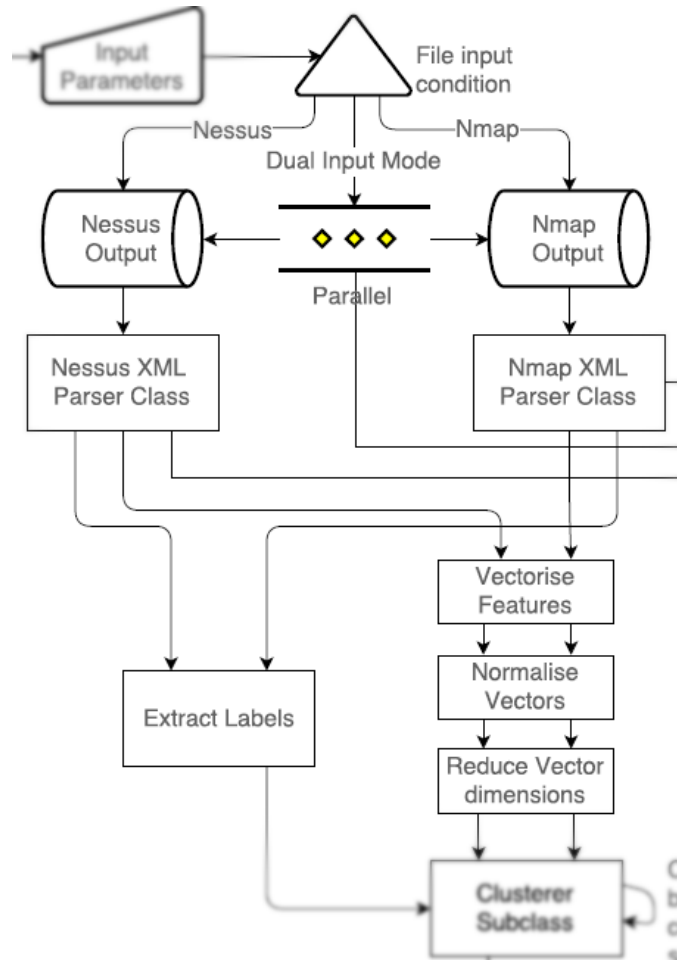 Input
Parameters
File input
condition
Nessus
Nmap
Dual Input Mode
Nessus
Output
Nmap
Output
Parallel
Nessus XML
Parser Class
Nmap XML
Parser Class
Vectorise
Features
Normalise
Vectors
Extract Labels
Reduce Vector
dimensions
Clusterer
Subclass